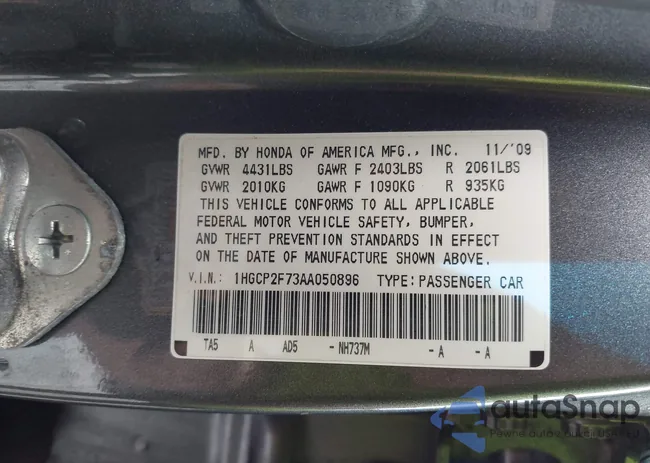 MFD. BY HONDA OF AMERICA MFG., INC. 11/'09
GVWR 4431LBS GAWR F 2403LBS R 2061LBS
GVWR 2010KG GAWR F 1090KG R 935KG
THIS VEHICLE CONFORMS TO ALL APPLICABLE
FEDERAL MOTOR VEHICLE SAFETY, BUMPER,
AND THEFT PREVENTION STANDARDS IN EFFECT
ON THE DATE OF MANUFACTURE SHOWN ABOVE.
V.I.N.: 1HGCP2F73AA050896 TYPE: PASSENGER CAR
TA5 A AD5 - NH737M - A - A
autoSnap